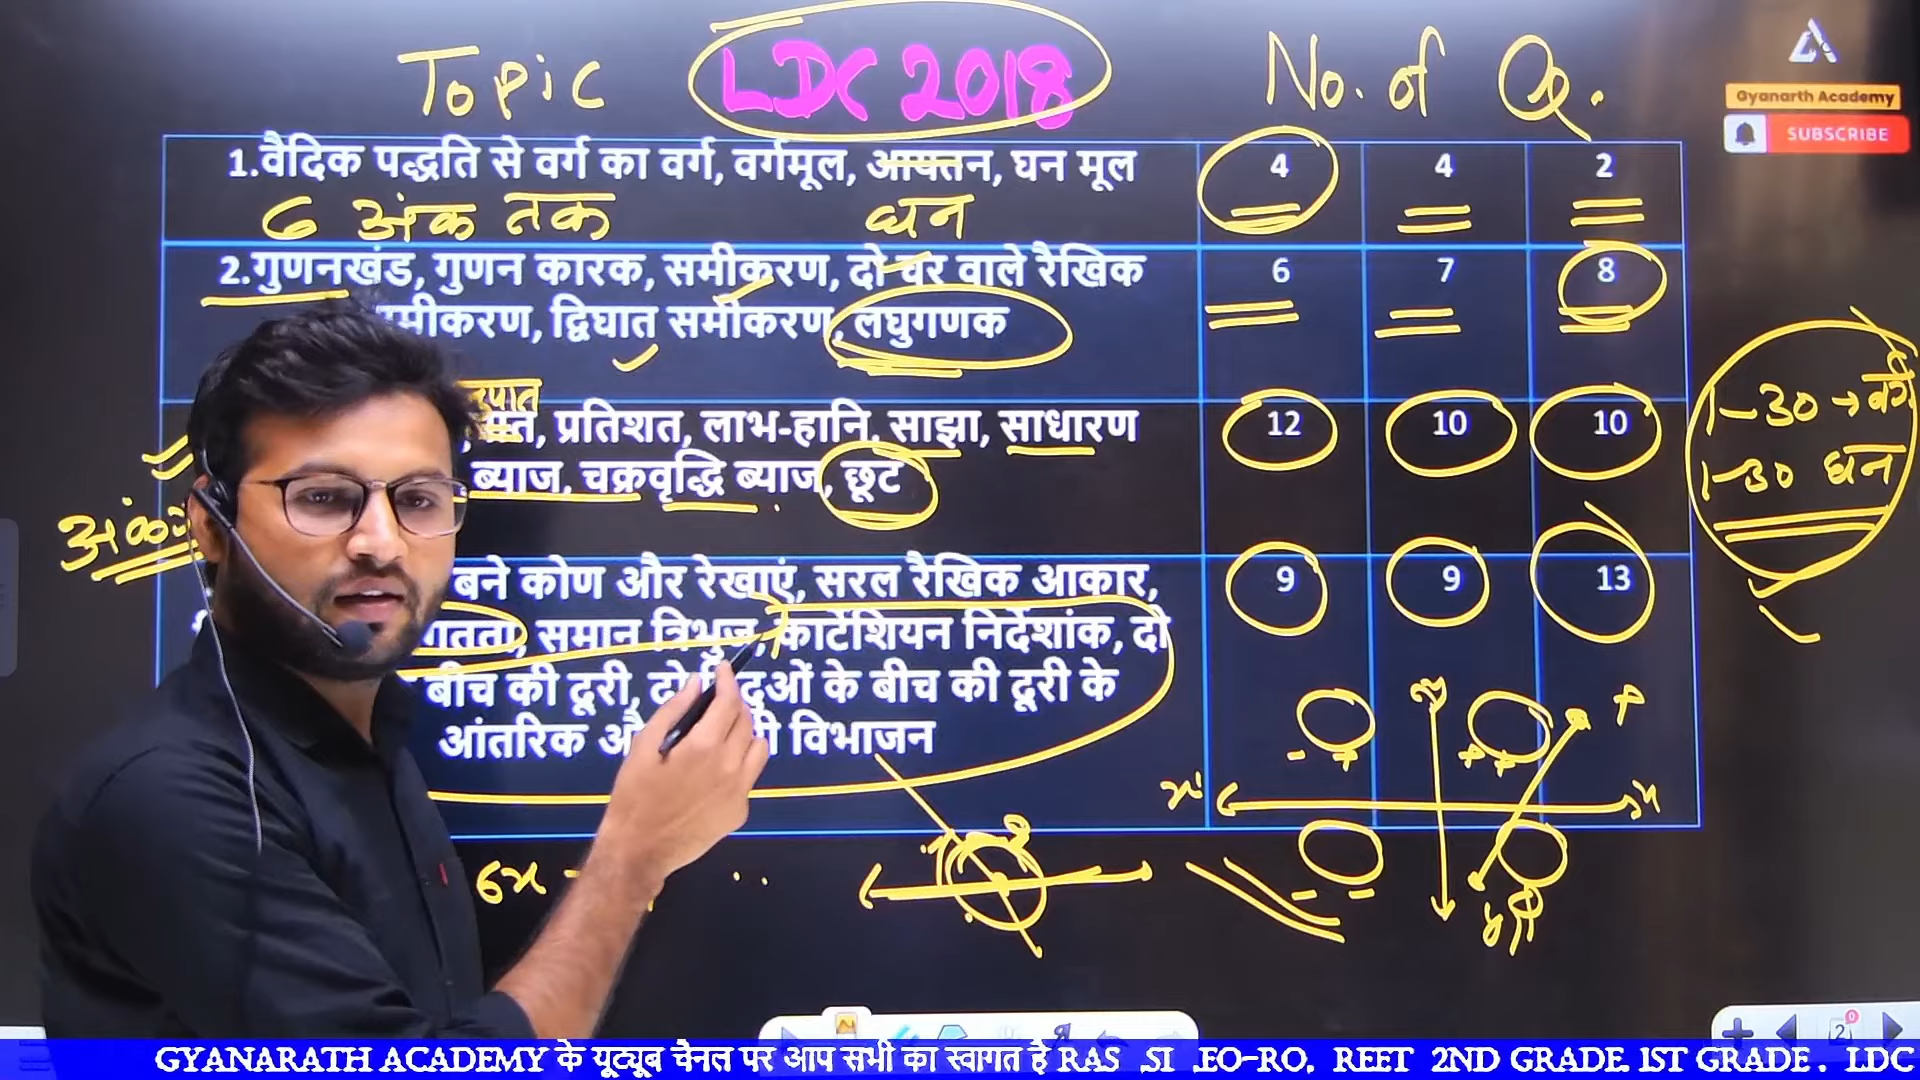 Topic LDC 2018 No. of Q.
Gyanarth Academy
SUBSCRIBE
1.वैदिक पद्धति से वर्ग का वर्ग, वर्गमूल, आयतन, घन मूल 4 4 2
6 अंक तक घन
2.गुणनखंड, गुणन कारक, समीकरण, दो चर वाले रैखिक 6 7 8
समीकरण, द्विघात समीकरण, लघुगणक
प्रतिशत, लाभ-हानि, साझा, साधारण 12 10 10
ब्याज, चक्रवृद्धि ब्याज, छूट
1-30 → वर्ग
1-30 घन
बने कोण और रेखाएं, सरल रैखिक आकार, 9 9 13
समान त्रिभुज, कार्टेशियन निर्देशांक, दो
बीच की दूरी, दो के बीच की दूरी के
आंतरिक विभाजन
- + + +
x' x
- -
6x
GYANARATH ACADEMY के यूट्यूब चैनल पर आप सभी का स्वागत है RAS ,SI ,EO-RO, REET 2ND GRADE, 1ST GRADE , LDC